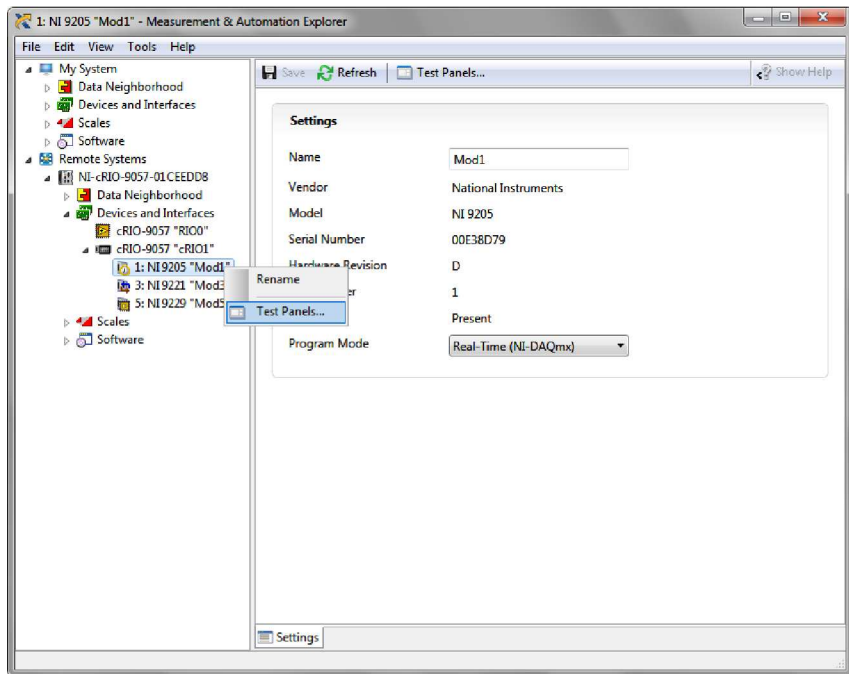 1: NI 9205 "Mod1" - Measurement & Automation Explorer
File Edit View Tools Help
My System
Data Neighborhood
Devices and Interfaces
Scales
Software
Remote Systems
NI-cRIO-9057-01CEEDD8
Data Neighborhood
Devices and Interfaces
cRIO-9057 "RIO0"
cRIO-9057 "cRIO1"
1: NI 9205 "Mod1"
3: NI 9221 "Mod3
5: NI 9229 "Mod5
Scales
Software
Rename
Test Panels...
Save Refresh Test Panels... Show Help
Settings
Name Mod1
Vendor National Instruments
Model NI 9205
Serial Number 00E38D79
Hardware Revision D
er 1
Present
Program Mode Real-Time (NI-DAQmx)
Settings